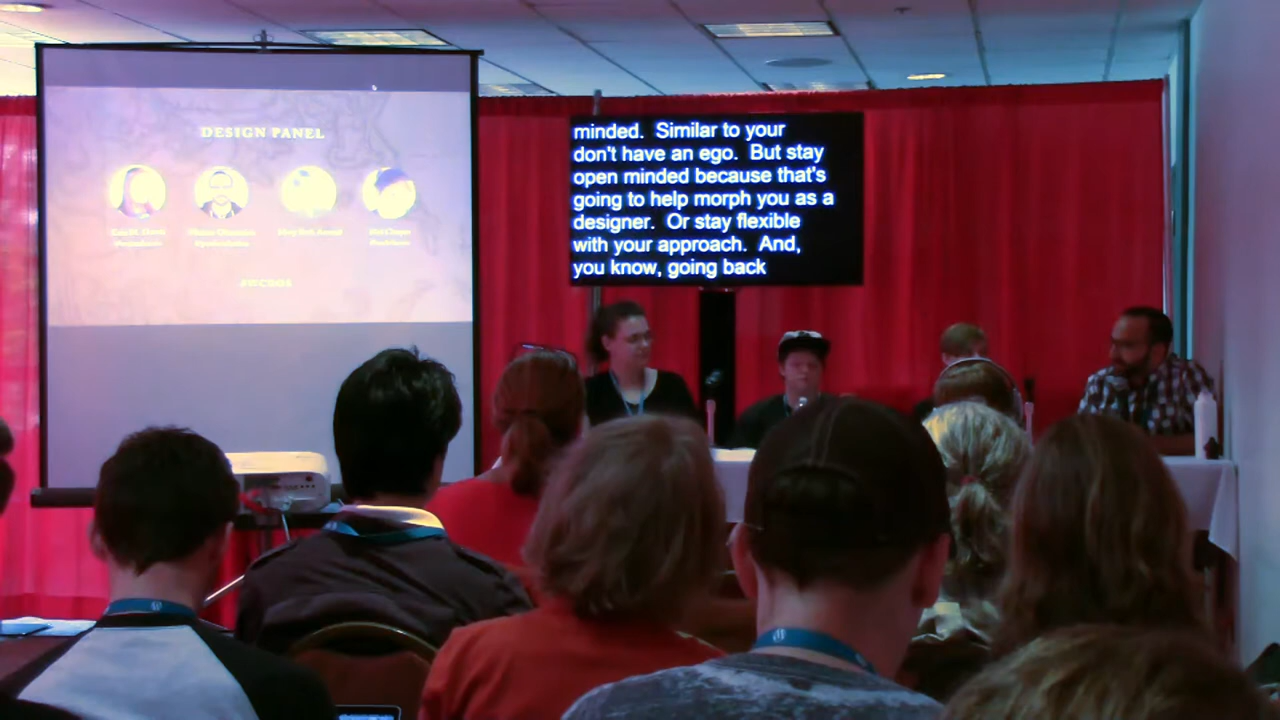 DESIGN PANEL
#WCBOS
minded.  Similar to your
don't have an ego.  But stay
open minded because that's
going to help morph you as a
designer.  Or stay flexible
with your approach.  And,
you know, going back